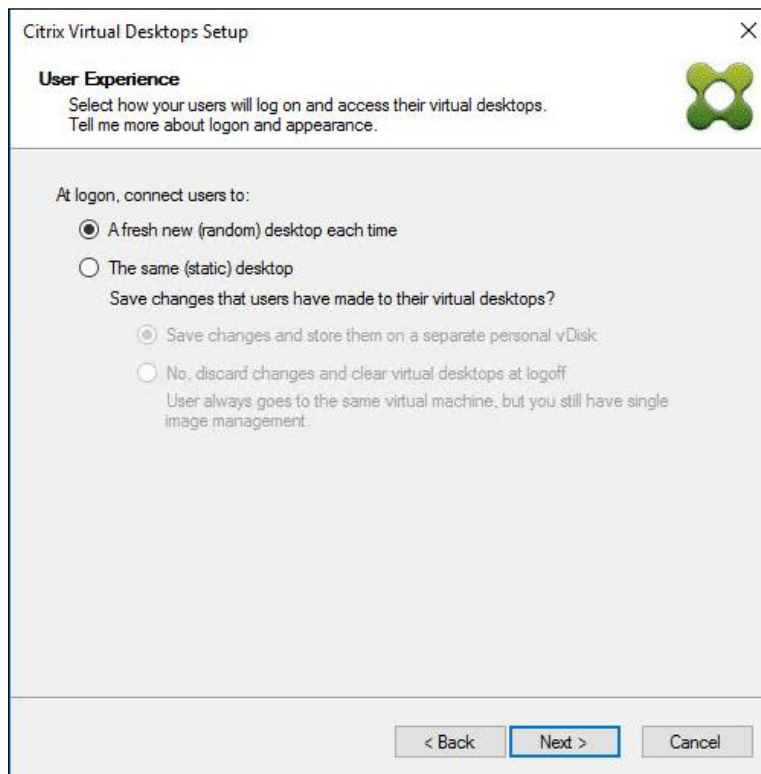 Citrix Virtual Desktops Setup
User Experience
Select how your users will log on and access their virtual desktops.
Tell me more about logon and appearance.
At logon, connect users to:
A fresh new (random) desktop each time
The same (static) desktop
Save changes that users have made to their virtual desktops?
Save changes and store them on a separate personal vDisk
No, discard changes and clear virtual desktops at logoff
User always goes to the same virtual machine, but you still have single
image management.
< Back
Next >
Cancel